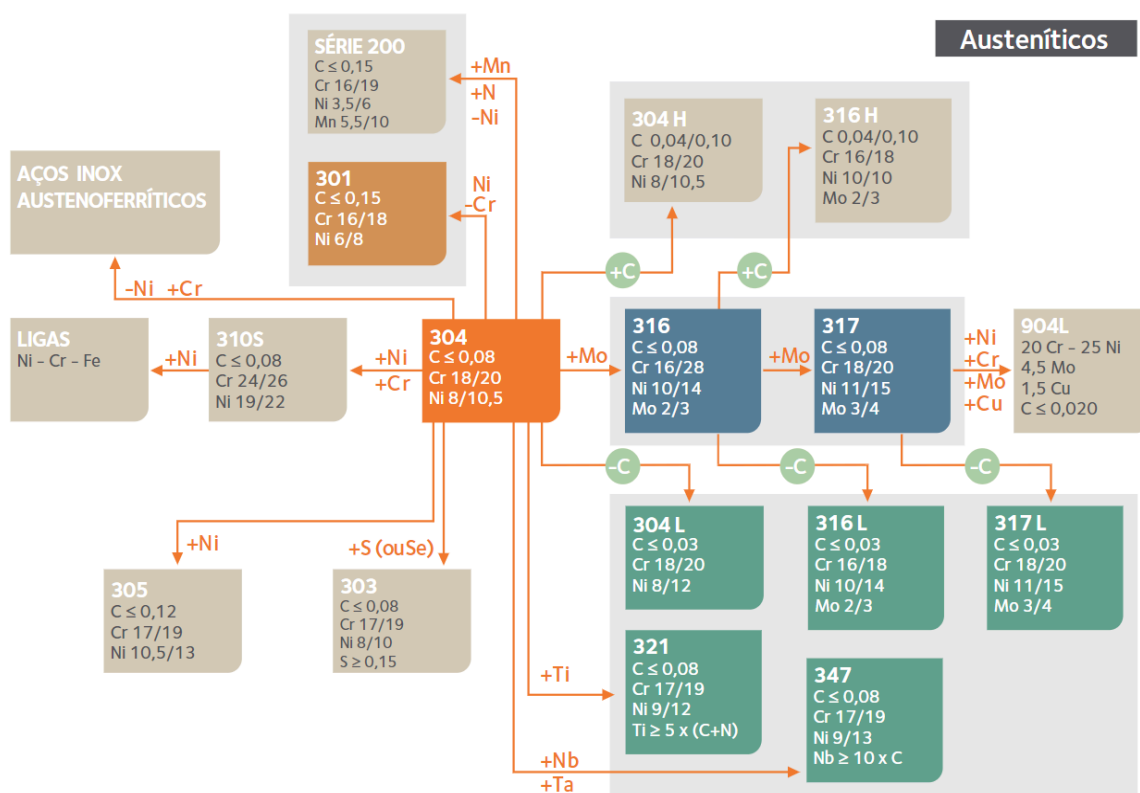 Austeníticos
SÉRIE 200
C ≤ 0,15
Cr 16/19
Ni 3,5/6
Mn 5,5/10
+Mn
+N
-Ni
304 H
C 0,04/0,10
Cr 18/20
Ni 8/10,5
316 H
C 0,04/0,10
Cr 16/18
Ni 10/10
Mo 2/3
AÇOS INOX
AUSTENOFERRÍTICOS
301
C ≤ 0,15
Cr 16/18
Ni 6/8
Ni
-Cr
+C
+C
-Ni +Cr
LIGAS
Ni – Cr – Fe
+Ni
310S
C ≤ 0,08
Cr 24/26
Ni 19/22
+Ni
+Cr
304
C ≤ 0,08
Cr 18/20
Ni 8/10,5
+Mo
316
C ≤ 0,08
Cr 16/28
Ni 10/14
Mo 2/3
+Mo
317
C ≤ 0,08
Cr 18/20
Ni 11/15
Mo 3/4
+Ni
+Cr
+Mo
+Cu
904L
20 Cr – 25 Ni
4,5 Mo
1,5 Cu
C ≤ 0,020
-C
-C
-C
304 L
C ≤ 0,03
Cr 18/20
Ni 8/12
316 L
C ≤ 0,03
Cr 16/18
Ni 10/14
Mo 2/3
317 L
C ≤ 0,03
Cr 18/20
Ni 11/15
Mo 3/4
+Ni
+S (ouSe)
305
C ≤ 0,12
Cr 17/19
Ni 10,5/13
303
C ≤ 0,08
Cr 17/19
Ni 8/10
S ≥ 0,15
+Ti
321
C ≤ 0,08
Cr 17/19
Ni 9/12
Ti ≥ 5 x (C+N)
347
C ≤ 0,08
Cr 17/19
Ni 9/13
Nb ≥ 10 x C
+Nb
+Ta